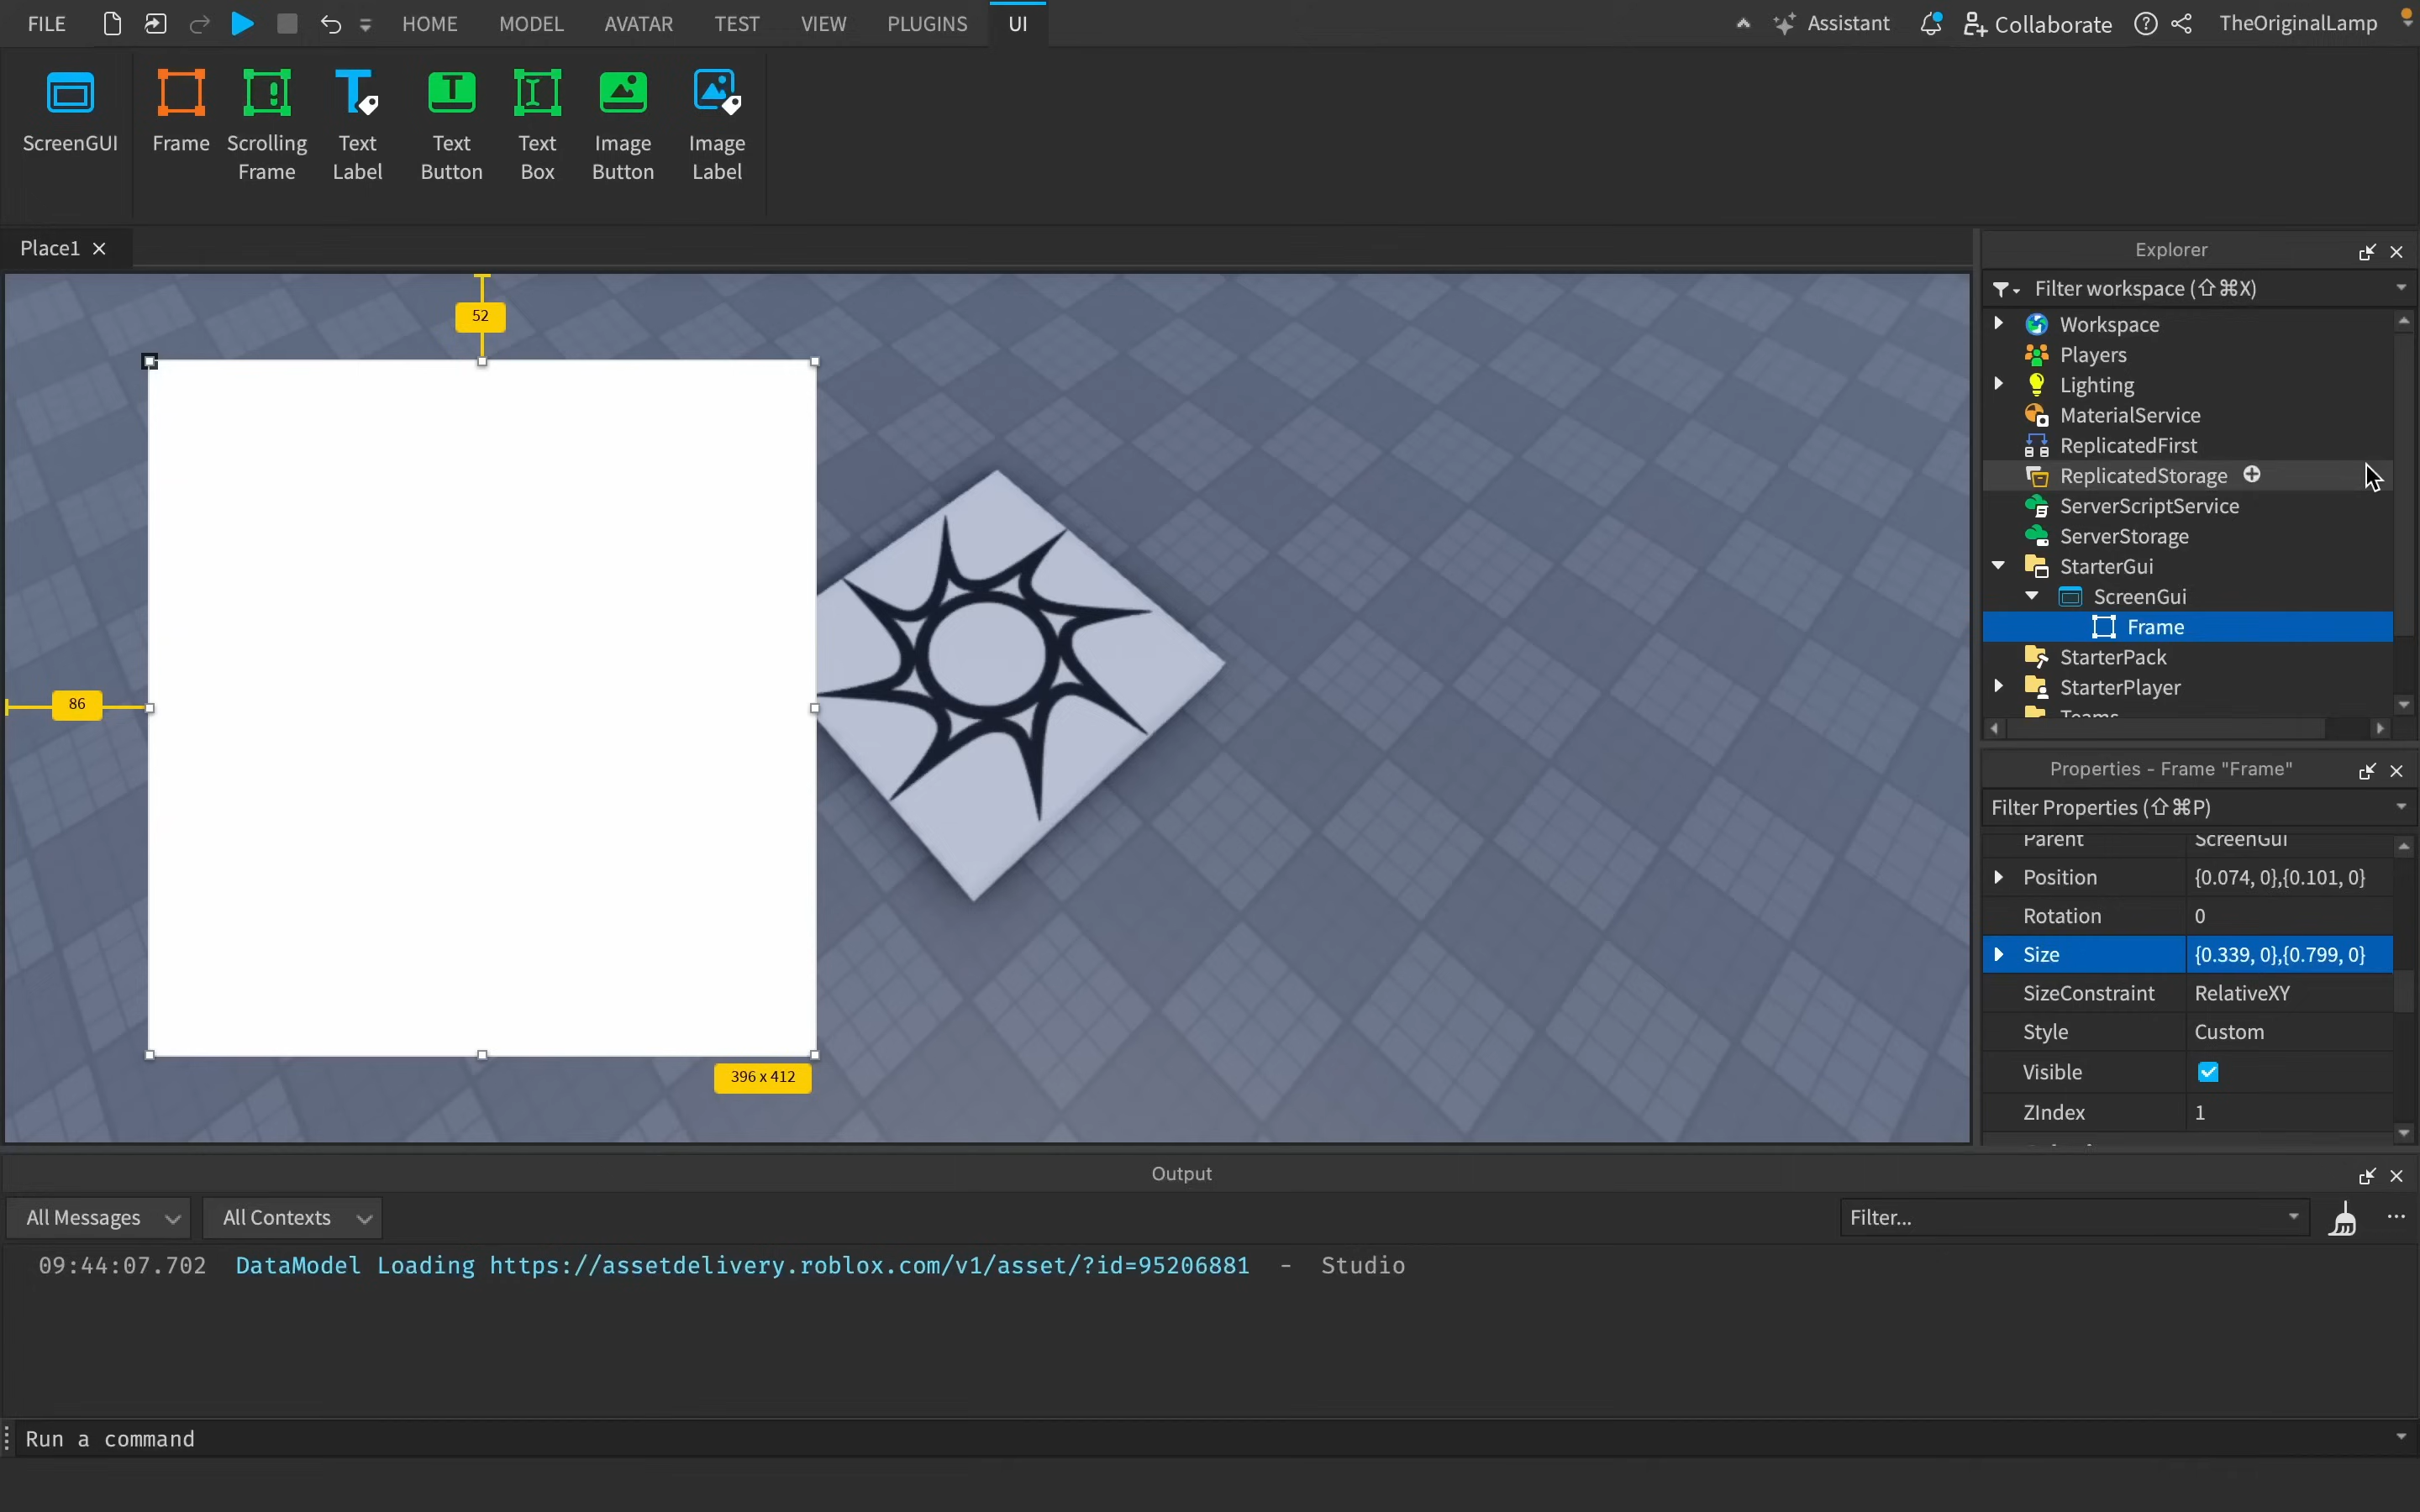 FILE HOME MODEL AVATAR TEST VIEW PLUGINS UI Assistant Collaborate TheOriginalLamp
ScreenGUI
Frame
Scrolling
Frame
Text
Label
Text
Button
Text
Box
Image
Button
Image
Label
Place1
52
86
396 x 412
Explorer
Filter workspace (⇧⌘X)
Workspace
Players
Lighting
MaterialService
ReplicatedFirst
ReplicatedStorage
ServerScriptService
ServerStorage
StarterGui
ScreenGui
Frame
StarterPack
StarterPlayer
Teams
Properties - Frame "Frame"
Filter Properties (⇧⌘P)
Parent ScreenGui
Position {0.074, 0},{0.101, 0}
Rotation 0
Size {0.339, 0},{0.799, 0}
SizeConstraint RelativeXY
Style Custom
Visible
ZIndex 1
Output
All Messages All Contexts Filter...
09:44:07.702 DataModel Loading https://assetdelivery.roblox.com/v1/asset/?id=95206881 - Studio
Run a command